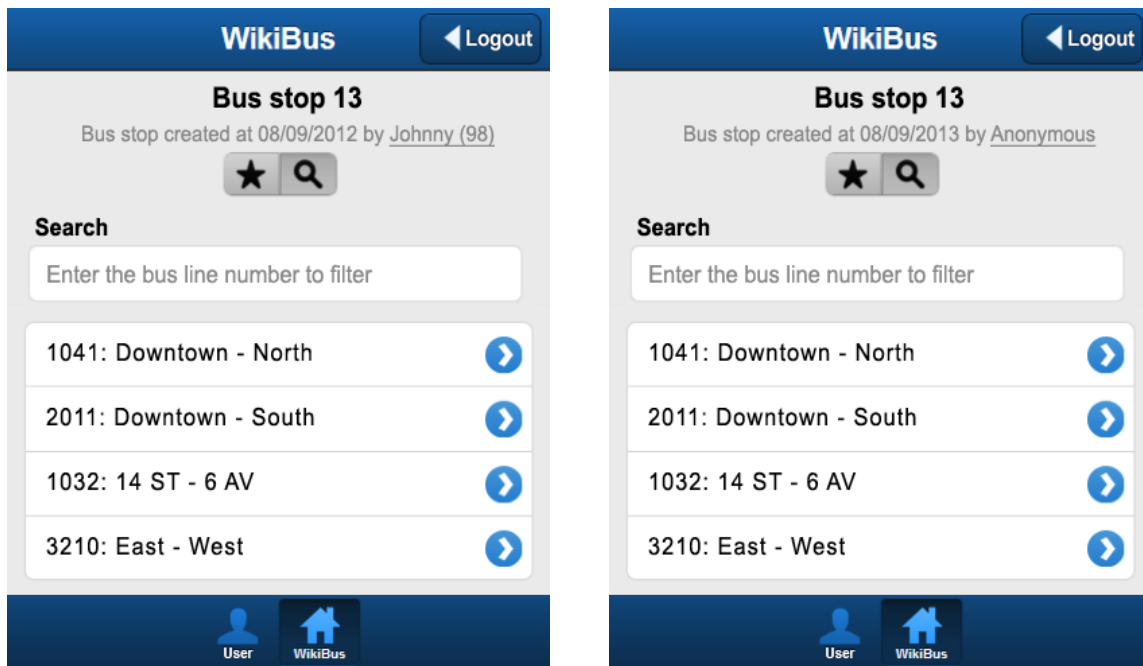 WikiBus
Logout
Bus stop 13
Bus stop created at 08/09/2012 by Johnny (98)
Search
Enter the bus line number to filter
1041: Downtown - North
2011: Downtown - South
1032: 14 ST - 6 AV
3210: East - West
User
WikiBus
WikiBus
Logout
Bus stop 13
Bus stop created at 08/09/2013 by Anonymous
Search
Enter the bus line number to filter
1041: Downtown - North
2011: Downtown - South
1032: 14 ST - 6 AV
3210: East - West
User
WikiBus